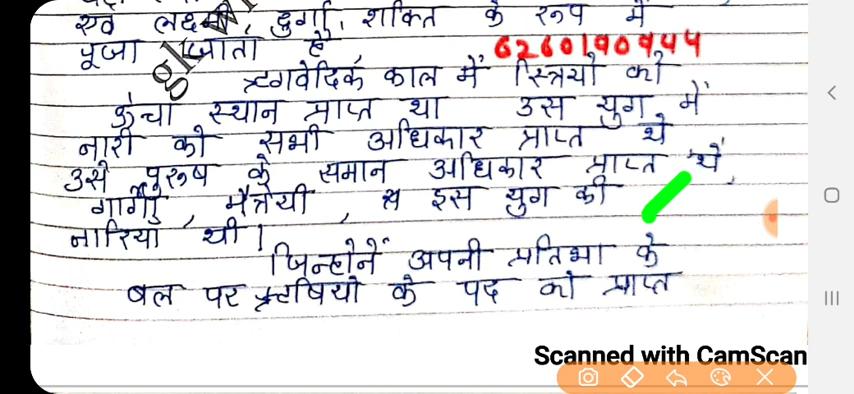 एवं लक्ष्मी, दुर्गा, शक्ति के रूप में
पूजा जाता है
6260190944
ऋगवेदिक काल में स्त्रियो को
ऊंचा स्थान प्राप्त था उस युग में
नारी को सभी अधिकार प्राप्त थे
उसे पुरूष के समान अधिकार प्राप्त थे,
गार्गी, मैत्रेयी, इस युग की
नारिया, थी।
जिन्होनें अपनी प्रतिभा के
बल पर ऋषियो के पद को प्राप्त
Scanned with CamScan